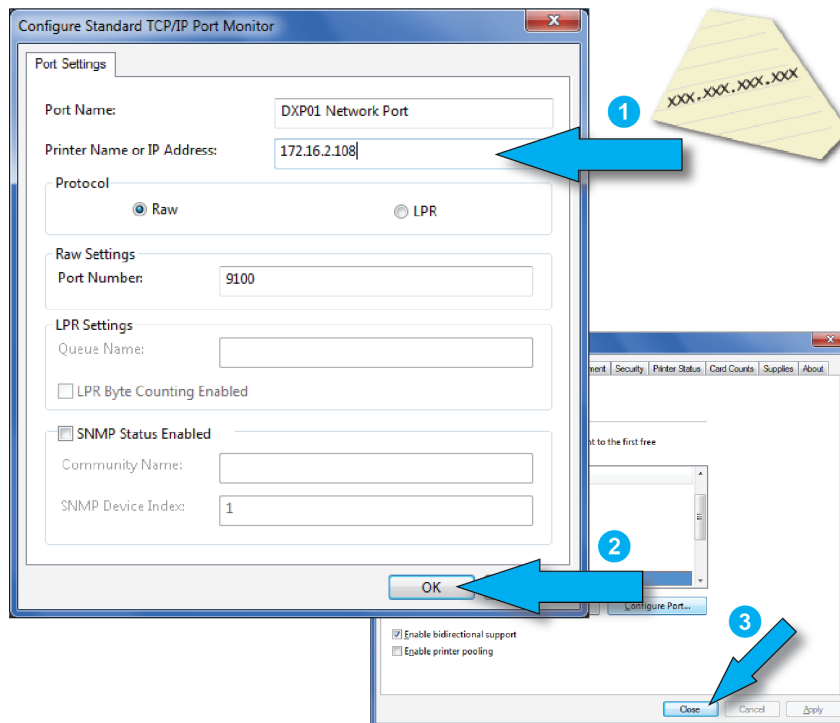 Configure Standard TCP/IP Port Monitor
Port Settings
Port Name: DXP01 Network Port
Printer Name or IP Address: 172.16.2.108
Protocol
Raw LPR
Raw Settings
Port Number: 9100
LPR Settings
Queue Name:
LPR Byte Counting Enabled
SNMP Status Enabled
Community Name:
SNMP Device Index: 1
OK
1
xxx.xxx.xxx.xxx
2
ment Security Printer Status Card Counts Supplies About
nt to the first free
Configure Port...
3
Enable bidirectional support
Enable printer pooling
Close Cancel Apply